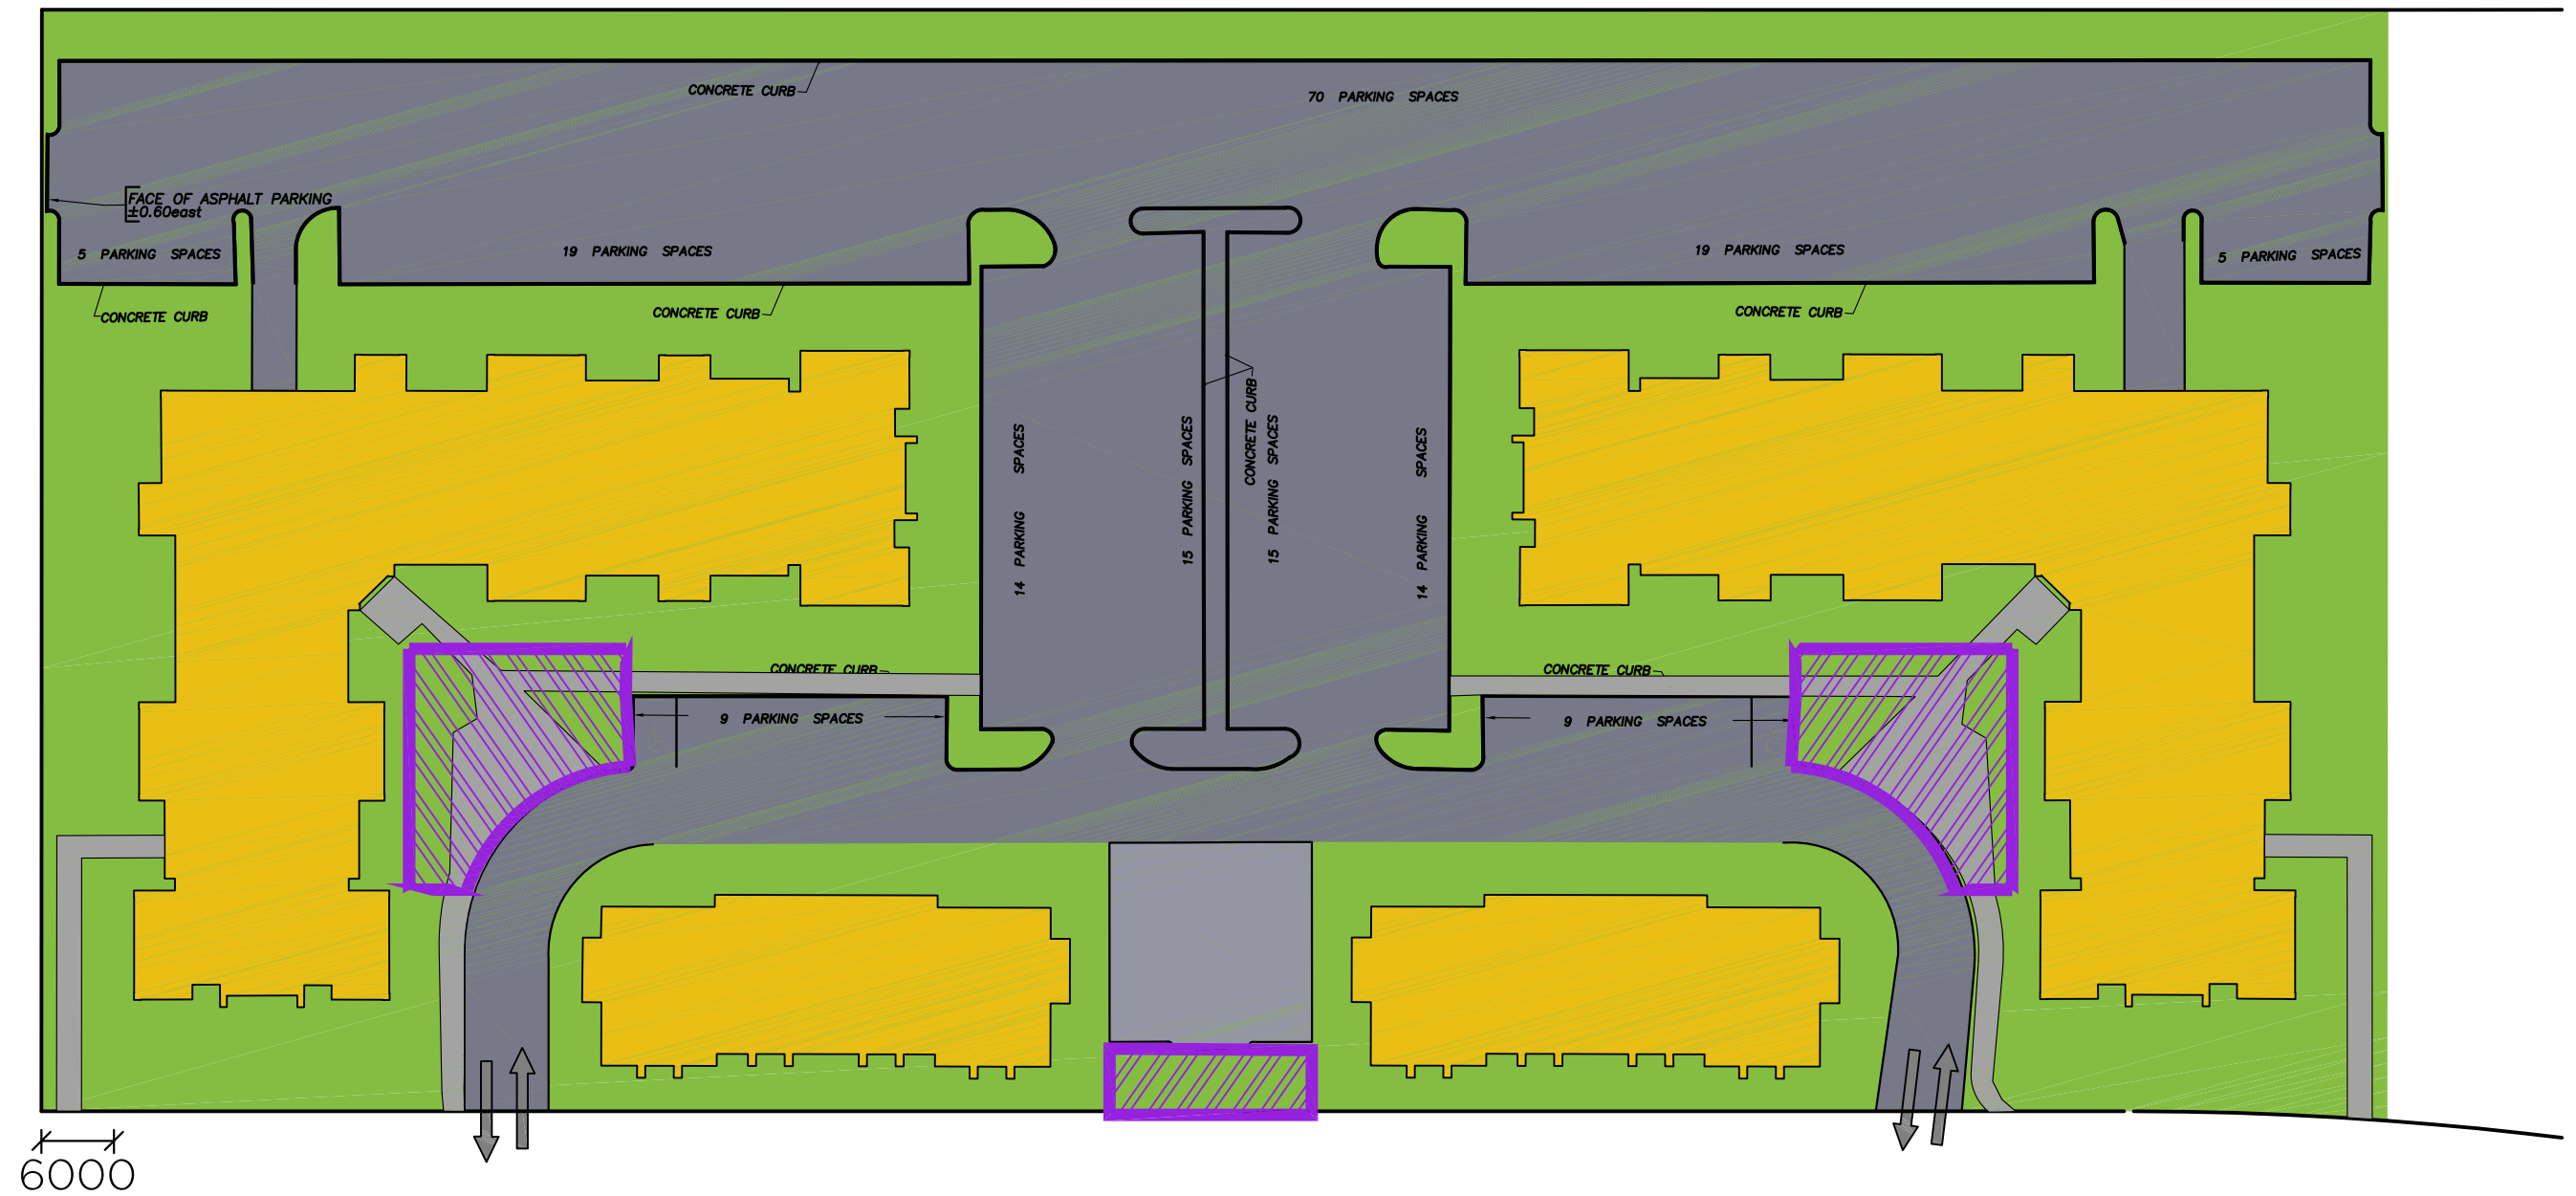 CONCRETE CURB
70 PARKING SPACES
FACE OF ASPHALT PARKING
±0.60east
5 PARKING SPACES
19 PARKING SPACES
19 PARKING SPACES
5 PARKING SPACES
CONCRETE CURB
CONCRETE CURB
CONCRETE CURB
14 PARKING SPACES
15 PARKING SPACES
CONCRETE CURB
15 PARKING SPACES
14 PARKING SPACES
CONCRETE CURB
CONCRETE CURB
9 PARKING SPACES
9 PARKING SPACES
6000